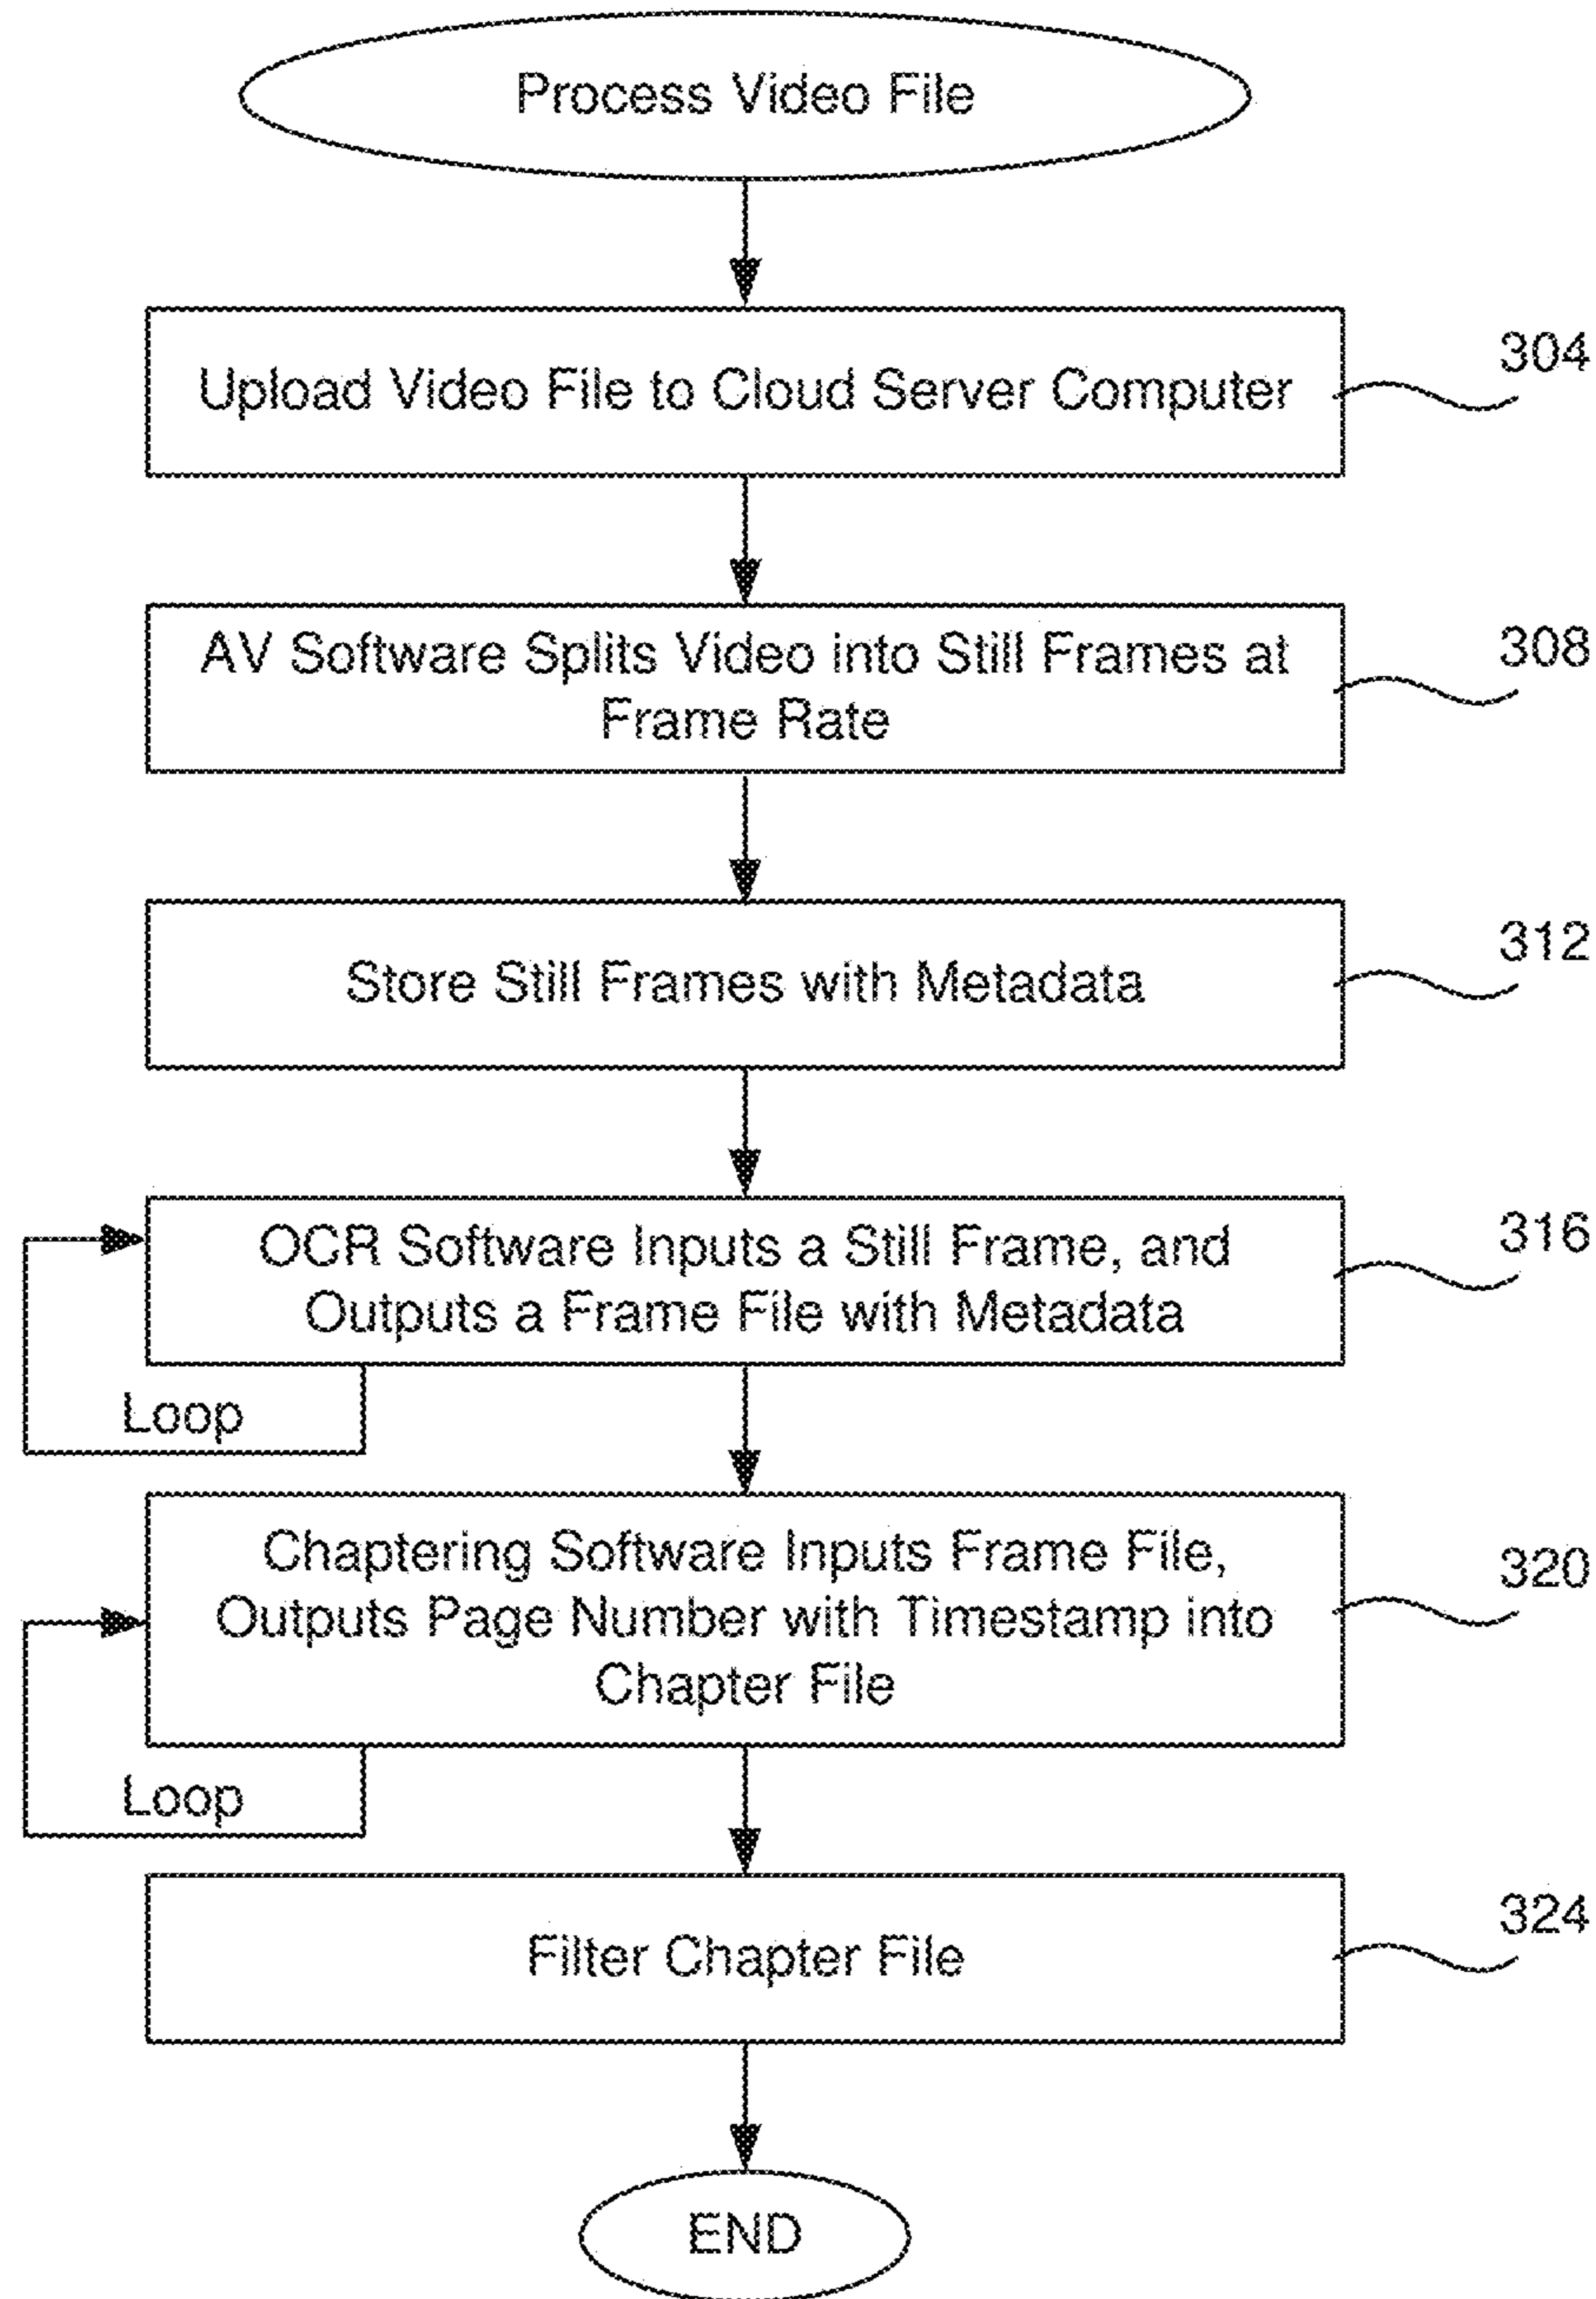 Process Video File
Upload Video File to Cloud Server Computer
304
AV Software Splits Video into Still Frames at
Frame Rate
308
Store Still Frames with Metadata
312
OCR Software Inputs a Still Frame, and
Outputs a Frame File with Metadata
316
Loop
Chaptering Software Inputs Frame File,
Outputs Page Number with Timestamp into
Chapter File
320
Loop
Filter Chapter File
324
END